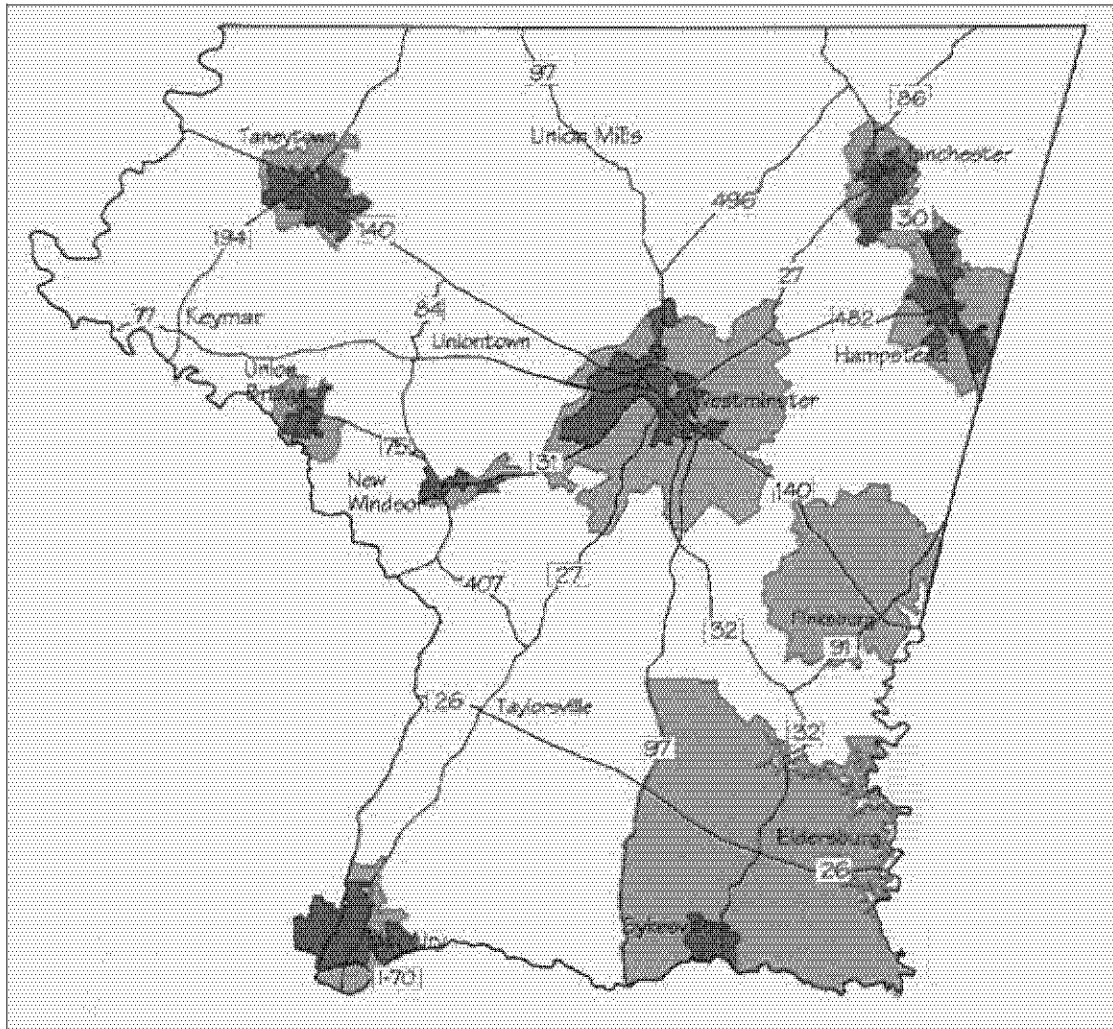 97
86
Taneytown
Union Mills
Manchester
496
30
194
140
27
77
Keymar
84
482
Uniontown
Hampstead
Union
Bridge
Westminster
75
31
New
Windsor
140
407
27
Finksburg
32
91
26
Taylorsville
32
97
Eldersburg
26
I-70